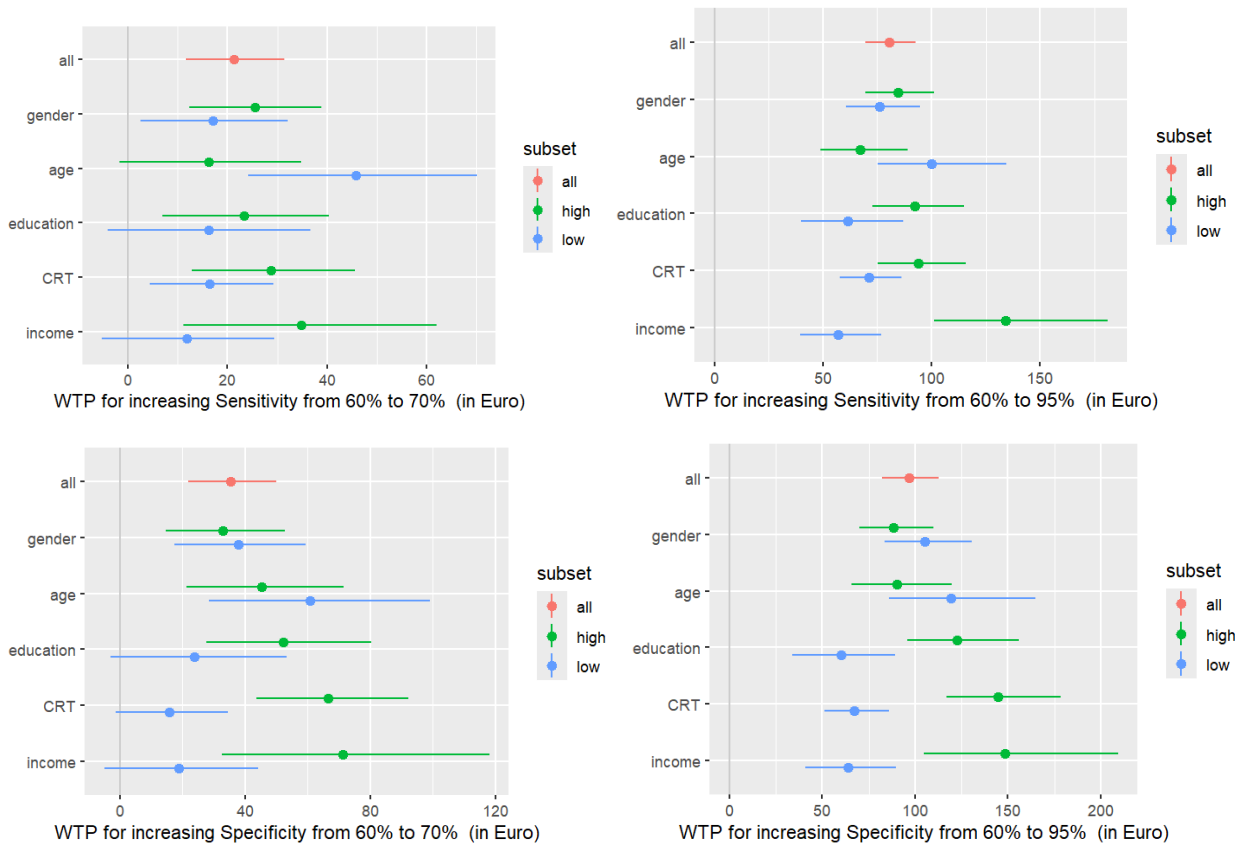 all
gender
age
education
CRT
income
0 20 40 60
WTP for increasing Sensitivity from 60% to 70%  (in Euro)
subset
all
high
low
all
gender
age
education
CRT
income
0 50 100 150
WTP for increasing Sensitivity from 60% to 95%  (in Euro)
subset
all
high
low
all
gender
age
education
CRT
income
0 40 80 120
WTP for increasing Specificity from 60% to 70%  (in Euro)
subset
all
high
low
all
gender
age
education
CRT
income
0 50 100 150 200
WTP for increasing Specificity from 60% to 95%  (in Euro)
subset
all
high
low